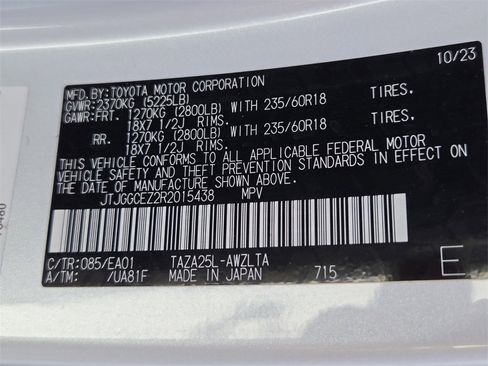 10/23
MFD.BY:TOYOTA MOTOR CORPORATION
GVWR:2370KG (5225LB)
GAWR:FRT. 1270KG (2800LB) WITH 235/60R18 TIRES,
18X7 1/2J RIMS.
RR. 1270KG (2800LB) WITH 235/60R18 TIRES,
18X7 1/2J RIMS.
THIS VEHICLE CONFORMS TO ALL APPLICABLE FEDERAL MOTOR
VEHICLE SAFETY AND THEFT PREVENTION STANDARDS IN EFFECT
ON THE DATE OF MANUFACTURE SHOWN ABOVE.
JTJGGCEZ2R2015438 MPV
C/TR:085/EA01 TAZA25L-AWZLTA
A/TM: /UA81F MADE IN JAPAN 715
E